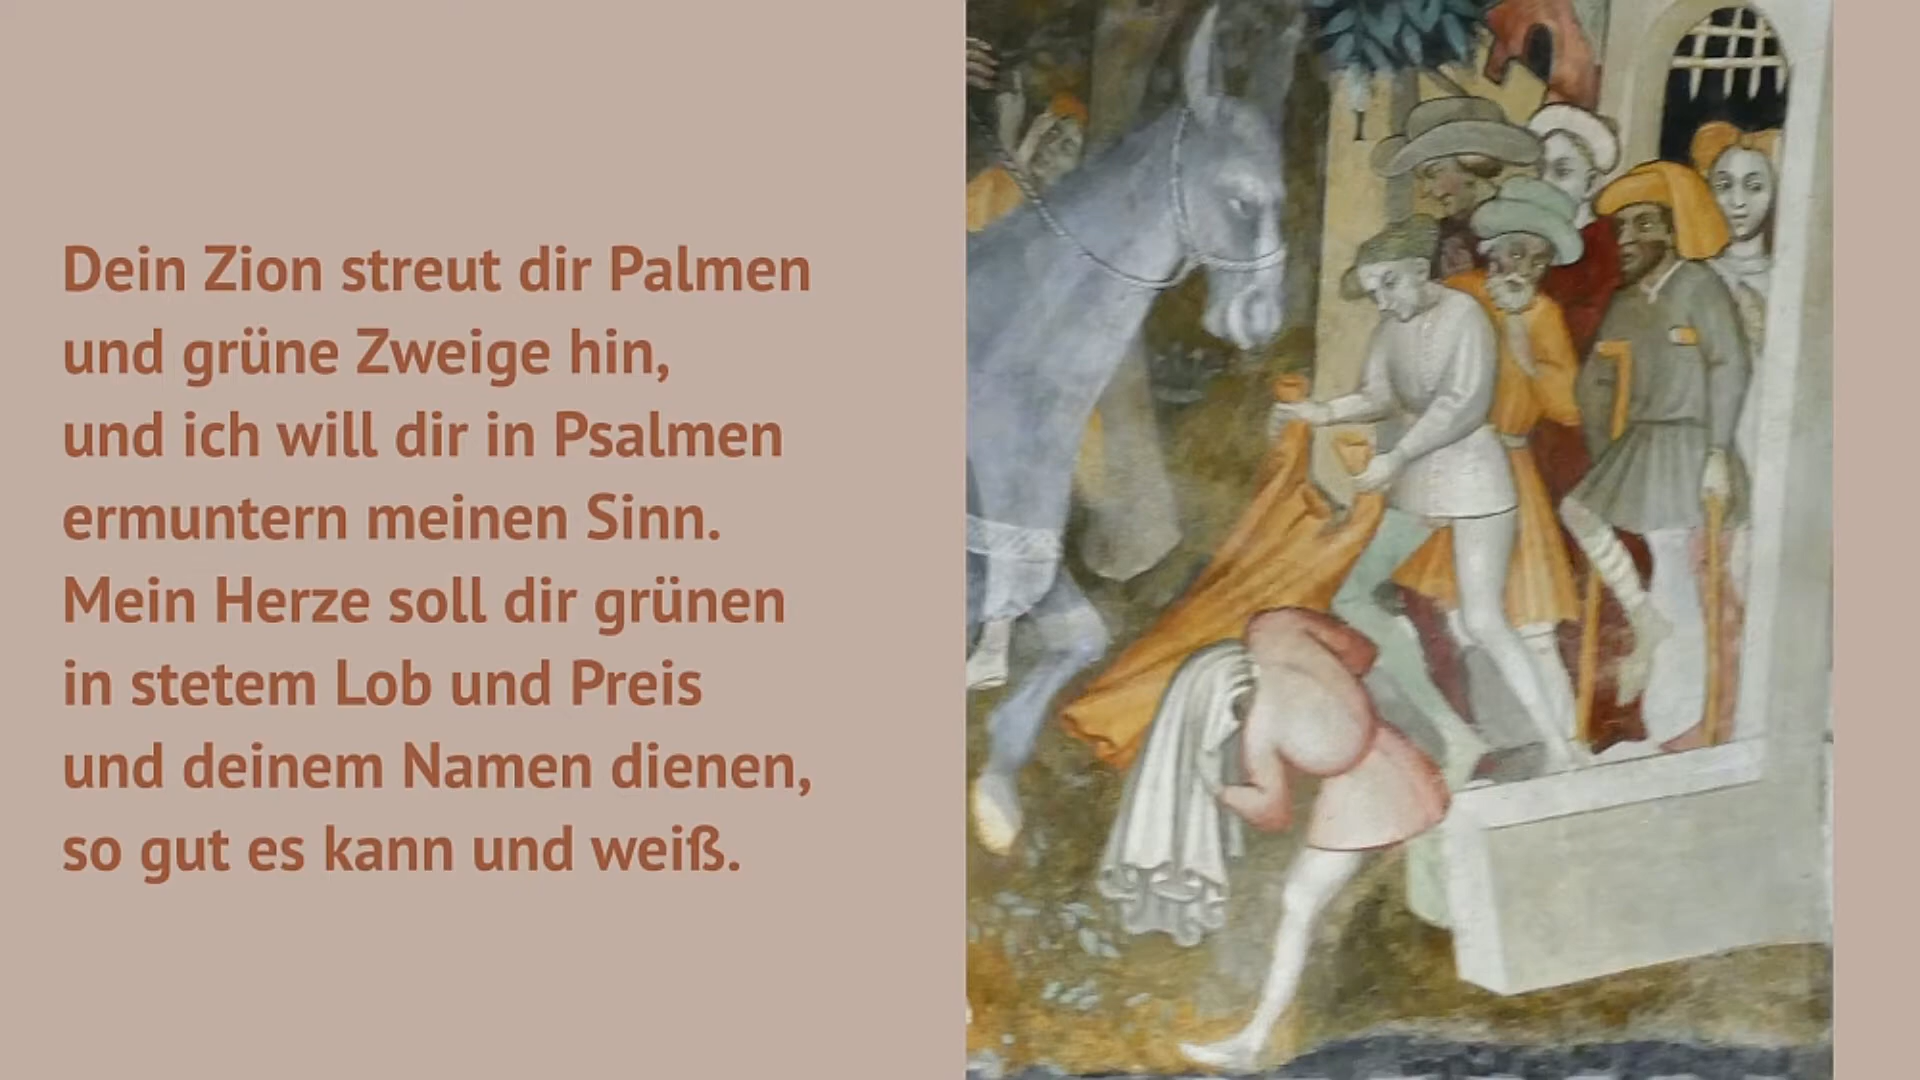 Dein Zion streut dir Palmen
und grüne Zweige hin,
und ich will dir in Psalmen
ermuntern meinen Sinn.
Mein Herze soll dir grünen
in stetem Lob und Preis
und deinem Namen dienen,
so gut es kann und weiß.